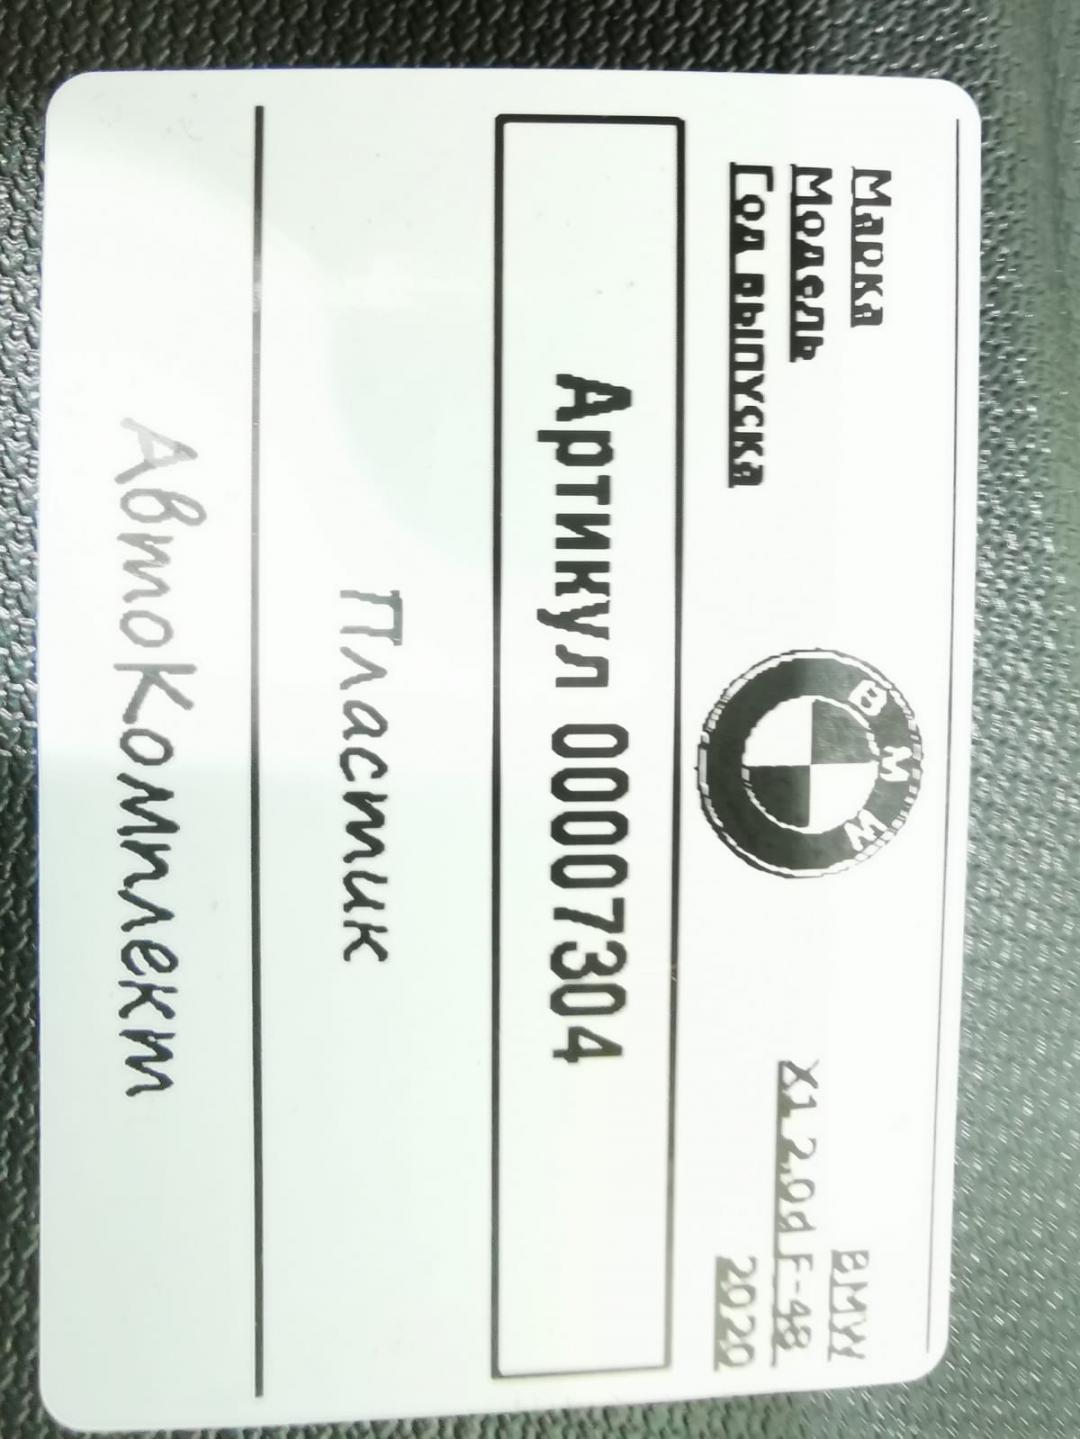 Марка BMW
Модель X1 2,0d F-48
Год выпуска 2020
BMW
Артикул 00007304
Пластик
АвтоКомплект